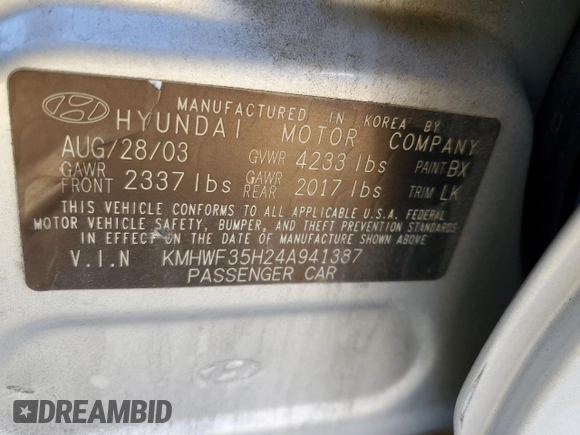 MANUFACTURED IN KOREA BY
HYUNDAI MOTOR COMPANY
AUG/28/03 GVWR 4233 lbs PAINT BX
GAWR FRONT 2337 lbs GAWR REAR 2017 lbs TRIM LK
THIS VEHICLE CONFORMS TO ALL APPLICABLE U.S.A. FEDERAL
MOTOR VEHICLE SAFETY, BUMPER, AND THEFT PREVENTION STANDARDS
IN EFFECT ON THE DATE OF MANUFACTURE SHOWN ABOVE
V.I.N KMHWF35H24A941387
PASSENGER CAR
DREAMBID